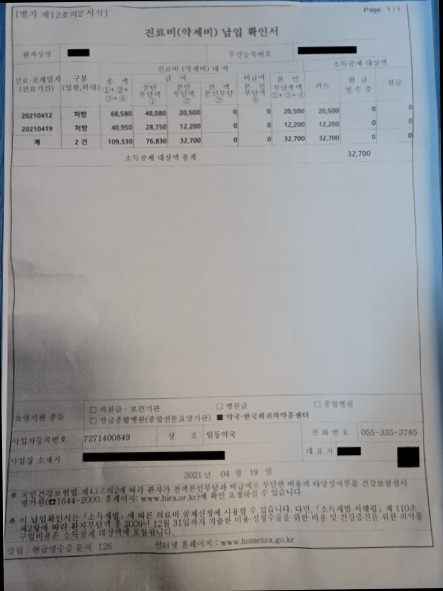 [별지 제12호의2 서식]
Page 1 / 1
진료비(약제비) 납입 확인서
환자성명 주민등록번호
진료비 (약제비) 내 역 소득공제 대상액
진료·조제일자 (진료기간) 구분 (입원,외래) 총 액 ①+②+③+④ 급 여 공단 부담액 ① 본인 부담액 ② 전 액 본인부담 ③ 비급여 본인 부담액 ④ 본 인 부담총액 ②+③+④ 카드 현 금 영수증 현금
20210412 처방 68,580 48,080 20,500 0 0 20,500 20,500 0 0
20210419 처방 40,950 28,750 12,200 0 0 12,200 12,200 0 0
계 2 건 109,530 76,830 32,700 0 0 32,700 32,700 0 0
소득공제 대상액 총계 32,700
요양기관 종류 □ 의원급·보건기관 □ 병원급 □ 종합병원
□ 상급종합병원(종합전문요양기관) ■ 약국·한국희귀의약품센터
사업자등록번호 7271400849 상 호 일등약국 전화 번호 055-335-3785
사업장 소재지 대표자
2021 년 04 월 19 일
※ 국민건강보험법 제43조의2에 따라 환자가 전액본인부담과 비급여로 부담한 비용의 타당성여부를 건강보험심사
평가원(☎1644-2000, 홈페이지: www.hira.or.kr)에 확인 요청하실 수 있습니다
※ 이 납입확인서는 「소득세법」에 따른 의료비 공제신청에 사용할 수 있습니다. 다만, 「소득세법 시행령」 제 110조
제2항에 따라 환자부담액 중 2009년 12월 31일까지 지출한 미용·성형수술을 위한 비용 및 건강증진을 위한 의약품
구입비용은 소득공제 대상액에 포함됩니다.
현금영수증 문의 126 인터넷 홈페이지 : www.hometax.go.kr